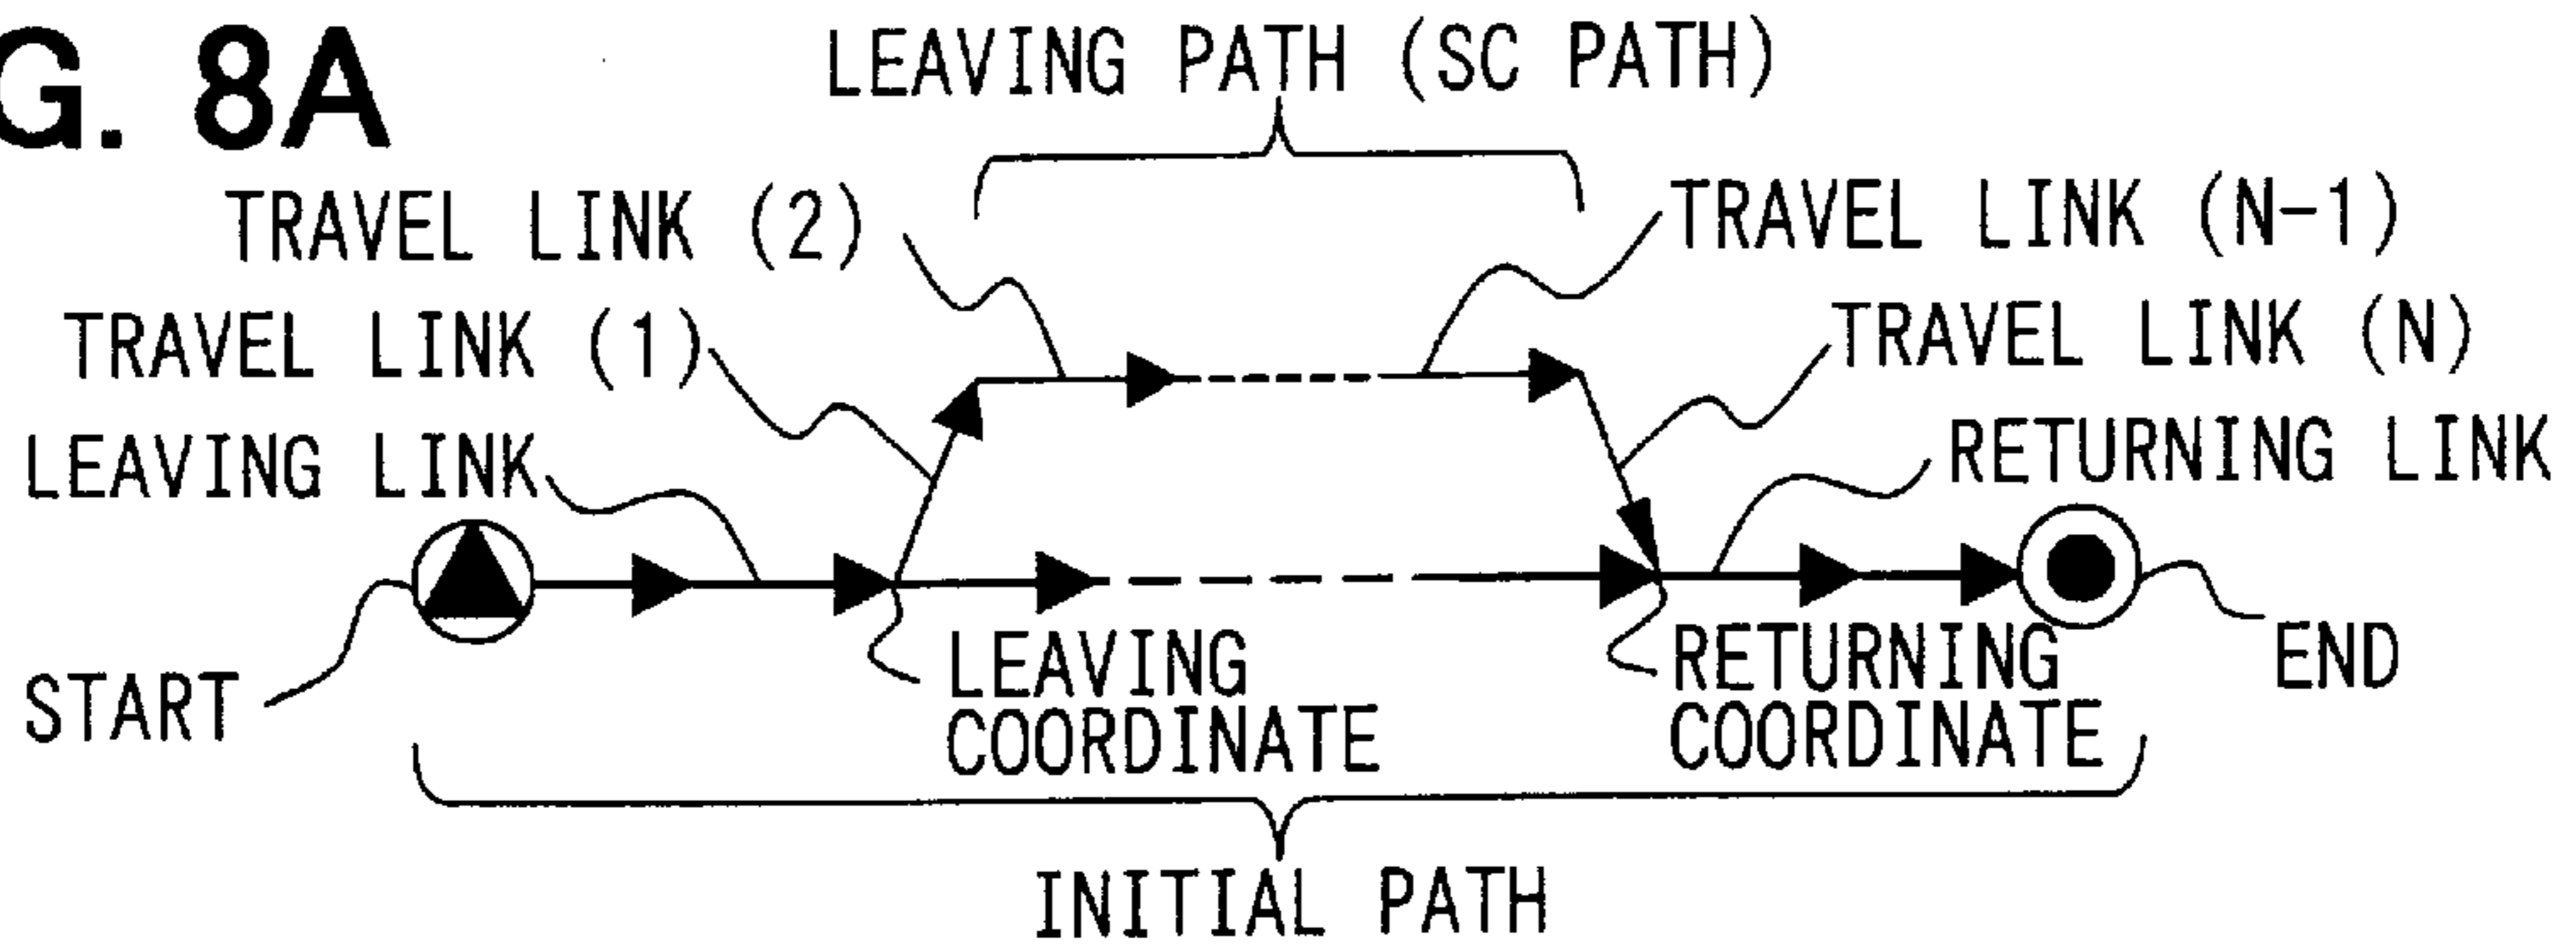 G. 8A
LEAVING PATH (SC PATH)
TRAVEL LINK (2)
TRAVEL LINK (N-1)
TRAVEL LINK (1)
TRAVEL LINK (N)
LEAVING LINK
RETURNING LINK
START
LEAVING
COORDINATE
RETURNING
COORDINATE
END
INITIAL PATH